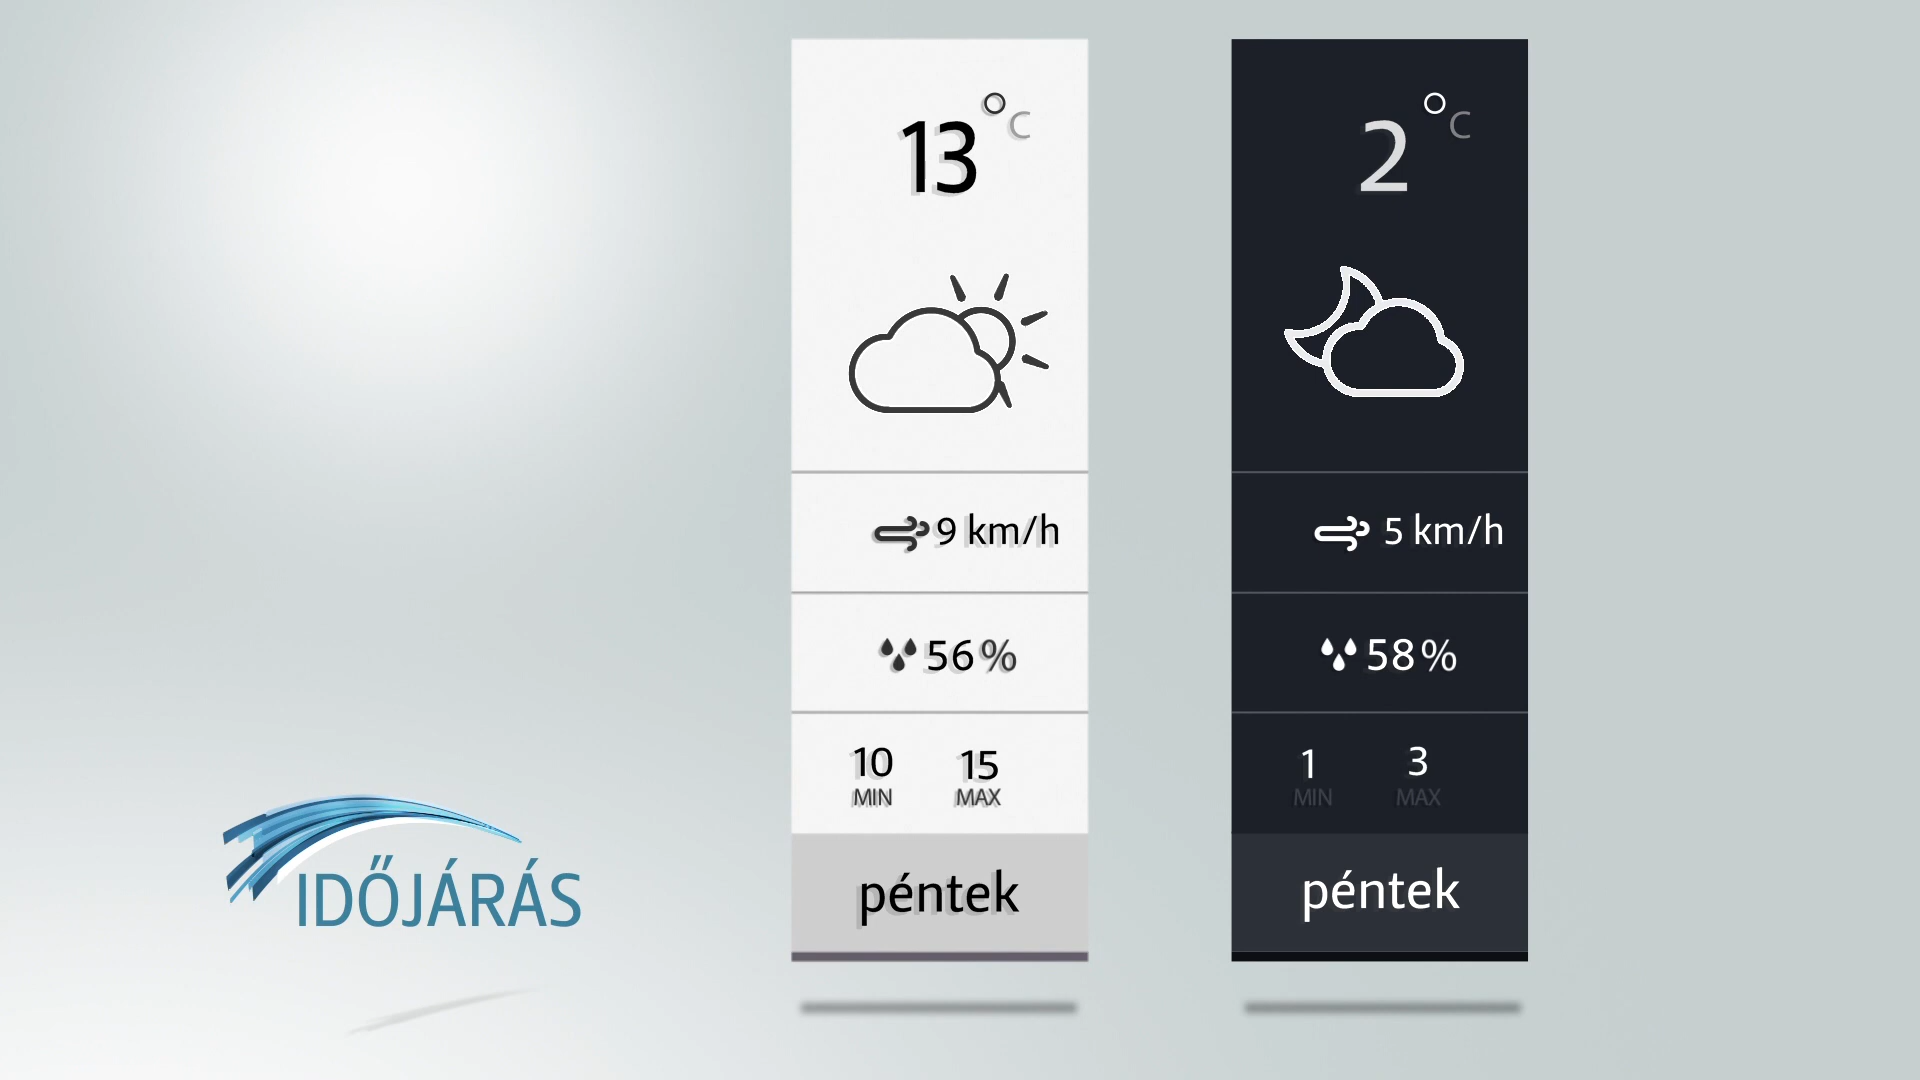 13 °C
9 km/h
56 %
10 15
MIN MAX
péntek
2 °C
5 km/h
58 %
1 3
MIN MAX
péntek
IDŐJÁRÁS